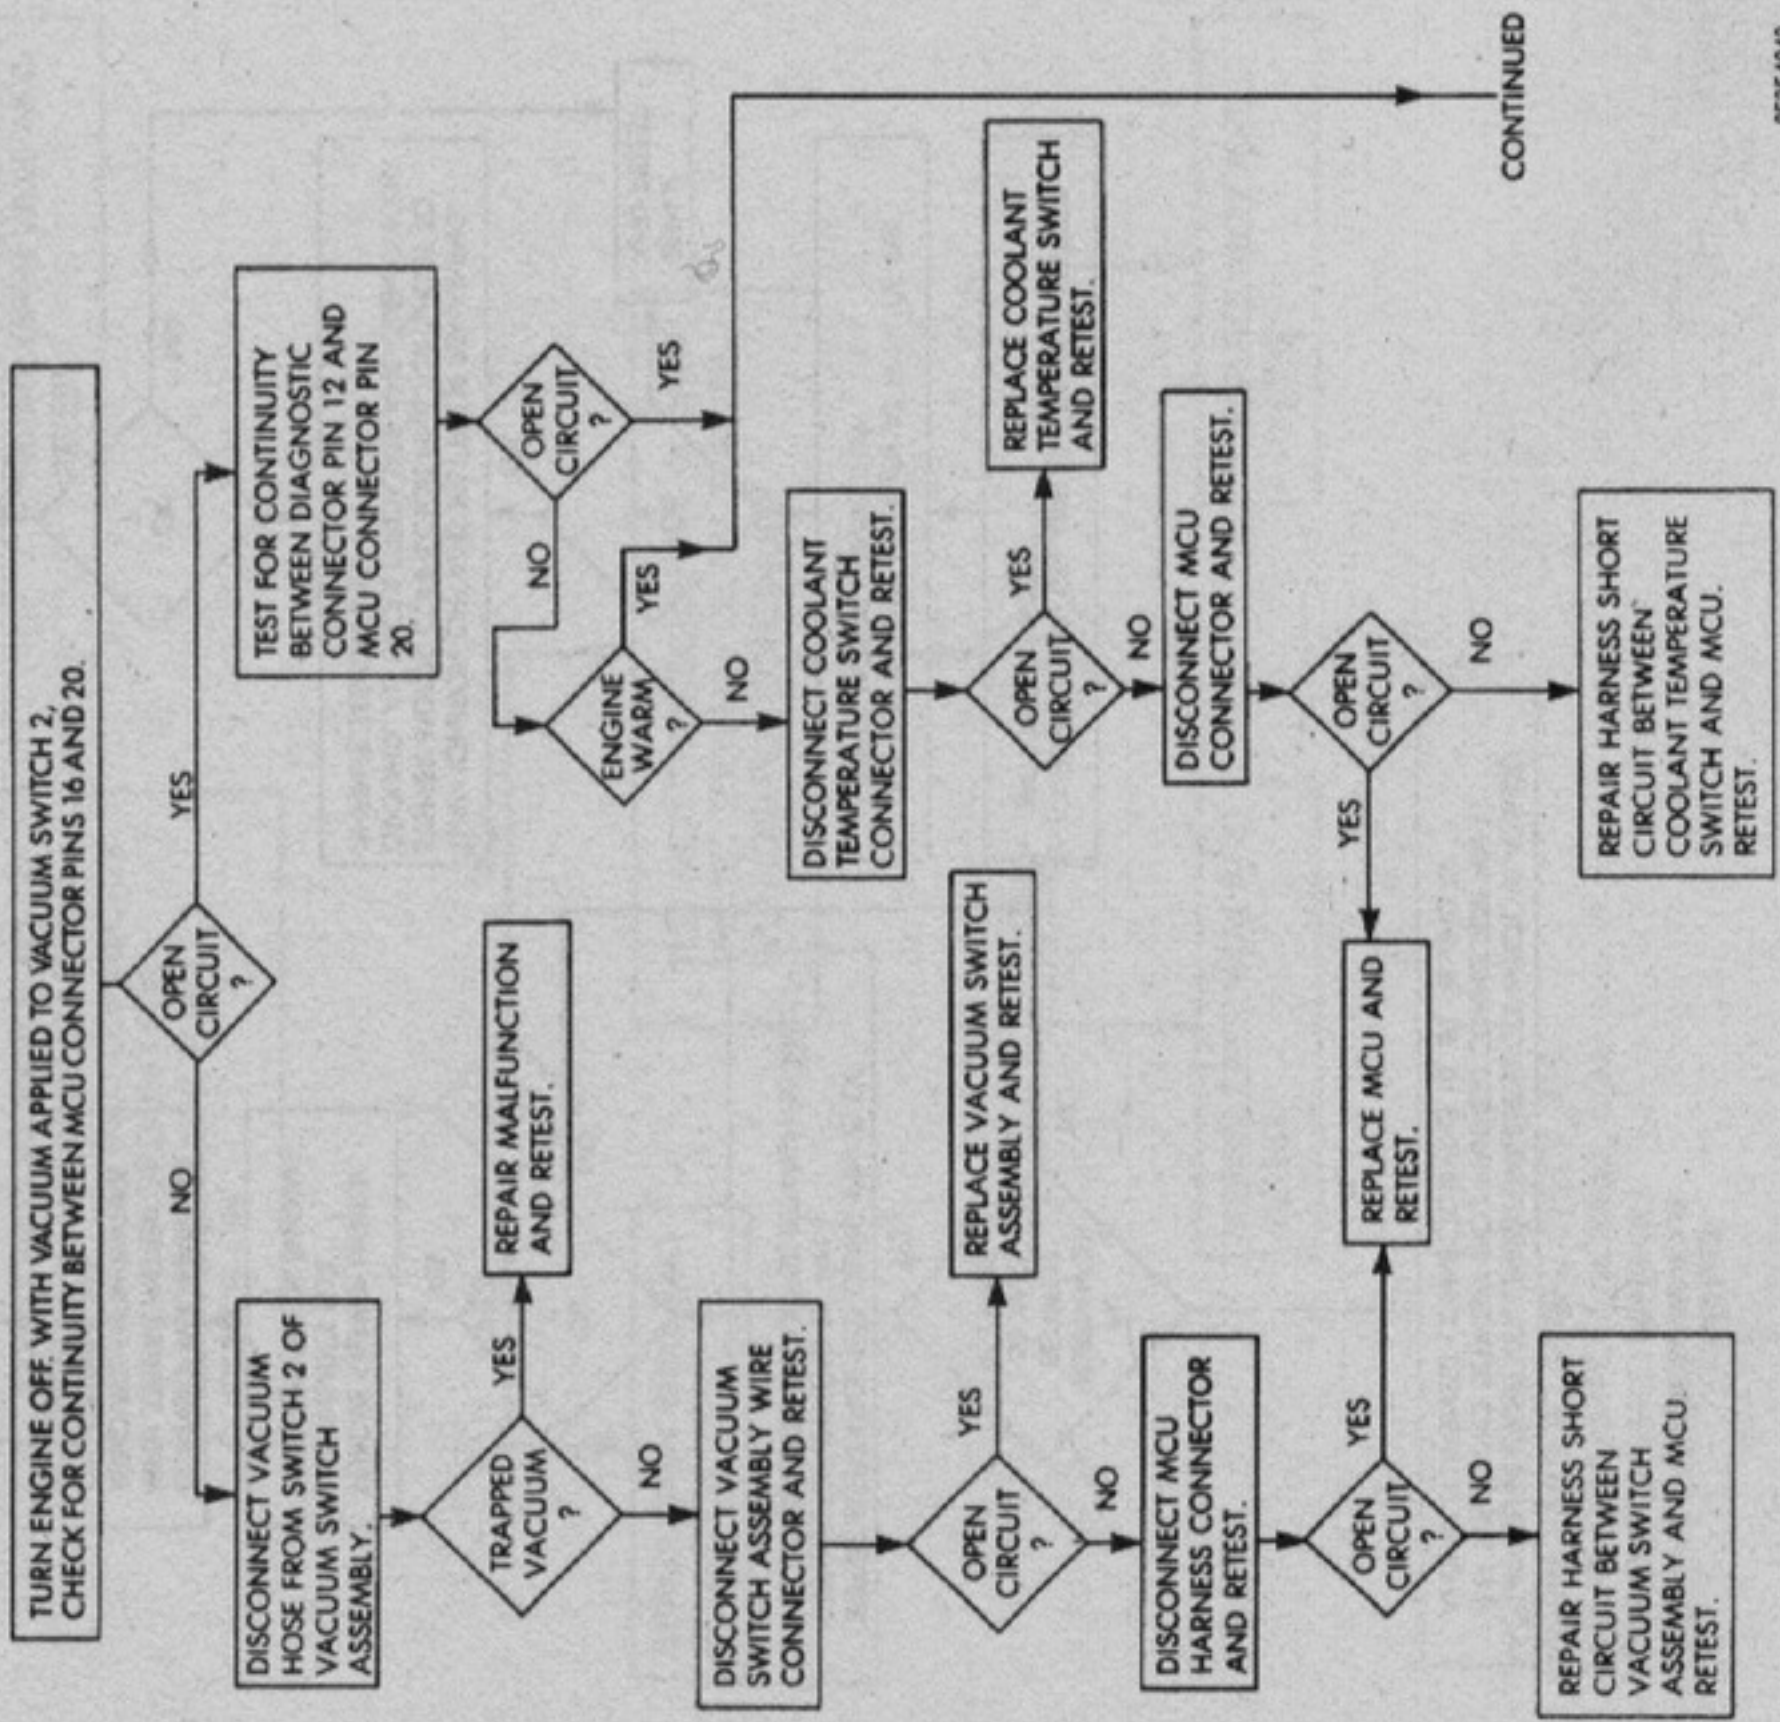 TURN ENGINE OFF. WITH VACUUM APPLIED TO VACUUM SWITCH 2,
CHECK FOR CONTINUITY BETWEEN MCU CONNECTOR PINS 16 AND 20.
OPEN
CIRCUIT
?
NO
YES
DISCONNECT VACUUM
HOSE FROM SWITCH 2 OF
VACUUM SWITCH
ASSEMBLY.
TRAPPED
VACUUM
?
YES
REPAIR MALFUNCTION
AND RETEST.
NO
DISCONNECT VACUUM
SWITCH ASSEMBLY WIRE
CONNECTOR AND RETEST.
OPEN
CIRCUIT
?
YES
REPLACE VACUUM SWITCH
ASSEMBLY AND RETEST.
NO
DISCONNECT MCU
HARNESS CONNECTOR
AND RETEST.
OPEN
CIRCUIT
?
YES
REPLACE MCU AND
RETEST.
NO
REPAIR HARNESS SHORT
CIRCUIT BETWEEN
VACUUM SWITCH
ASSEMBLY AND MCU.
RETEST.
TEST FOR CONTINUITY
BETWEEN DIAGNOSTIC
CONNECTOR PIN 12 AND
MCU CONNECTOR PIN
20.
OPEN
CIRCUIT
?
NO
YES
ENGINE
WARM
?
YES
NO
DISCONNECT COOLANT
TEMPERATURE SWITCH
CONNECTOR AND RETEST.
OPEN
CIRCUIT
?
YES
REPLACE COOLANT
TEMPERATURE SWITCH
AND RETEST.
NO
DISCONNECT MCU
CONNECTOR AND RETEST.
OPEN
CIRCUIT
?
YES
NO
REPAIR HARNESS SHORT
CIRCUIT BETWEEN
COOLANT TEMPERATURE
SWITCH AND MCU.
RETEST.
CONTINUED